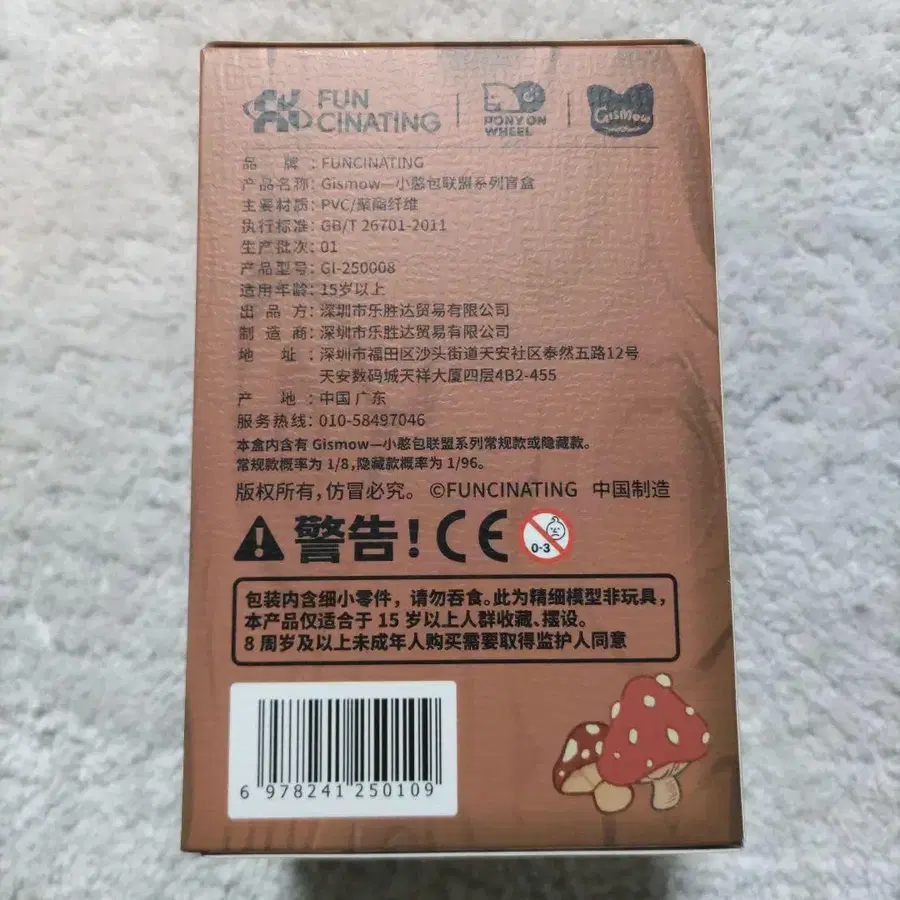 FUN CINATING
PONY ON WHEEL
Gismow
品 牌：FUNCINATING
产品名称：Gismow—小憨包联盟系列盲盒
主要材质：PVC/聚酯纤维
执行标准：GB/T 26701-2011
生产批次：01
产品型号：GI-250008
适用年龄：15岁以上
出 品 方：深圳市乐胜达贸易有限公司
制 造 商：深圳市乐胜达贸易有限公司
地 址：深圳市福田区沙头街道天安社区泰然五路12号
天安数码城天祥大厦四层4B2-455
产 地：中国 广东
服务热线：010-58497046
本盒内含有 Gismow—小憨包联盟系列常规款或隐藏款。
常规款概率为 1/8，隐藏款概率为 1/96。
版权所有，仿冒必究。 ©FUNCINATING 中国制造
警告！CE 0-3
包装内含细小零件，请勿吞食。此为精细模型非玩具，
本产品仅适合于 15 岁以上人群收藏、摆设。
8 周岁及以上未成年人购买需要取得监护人同意
6 978241 250109